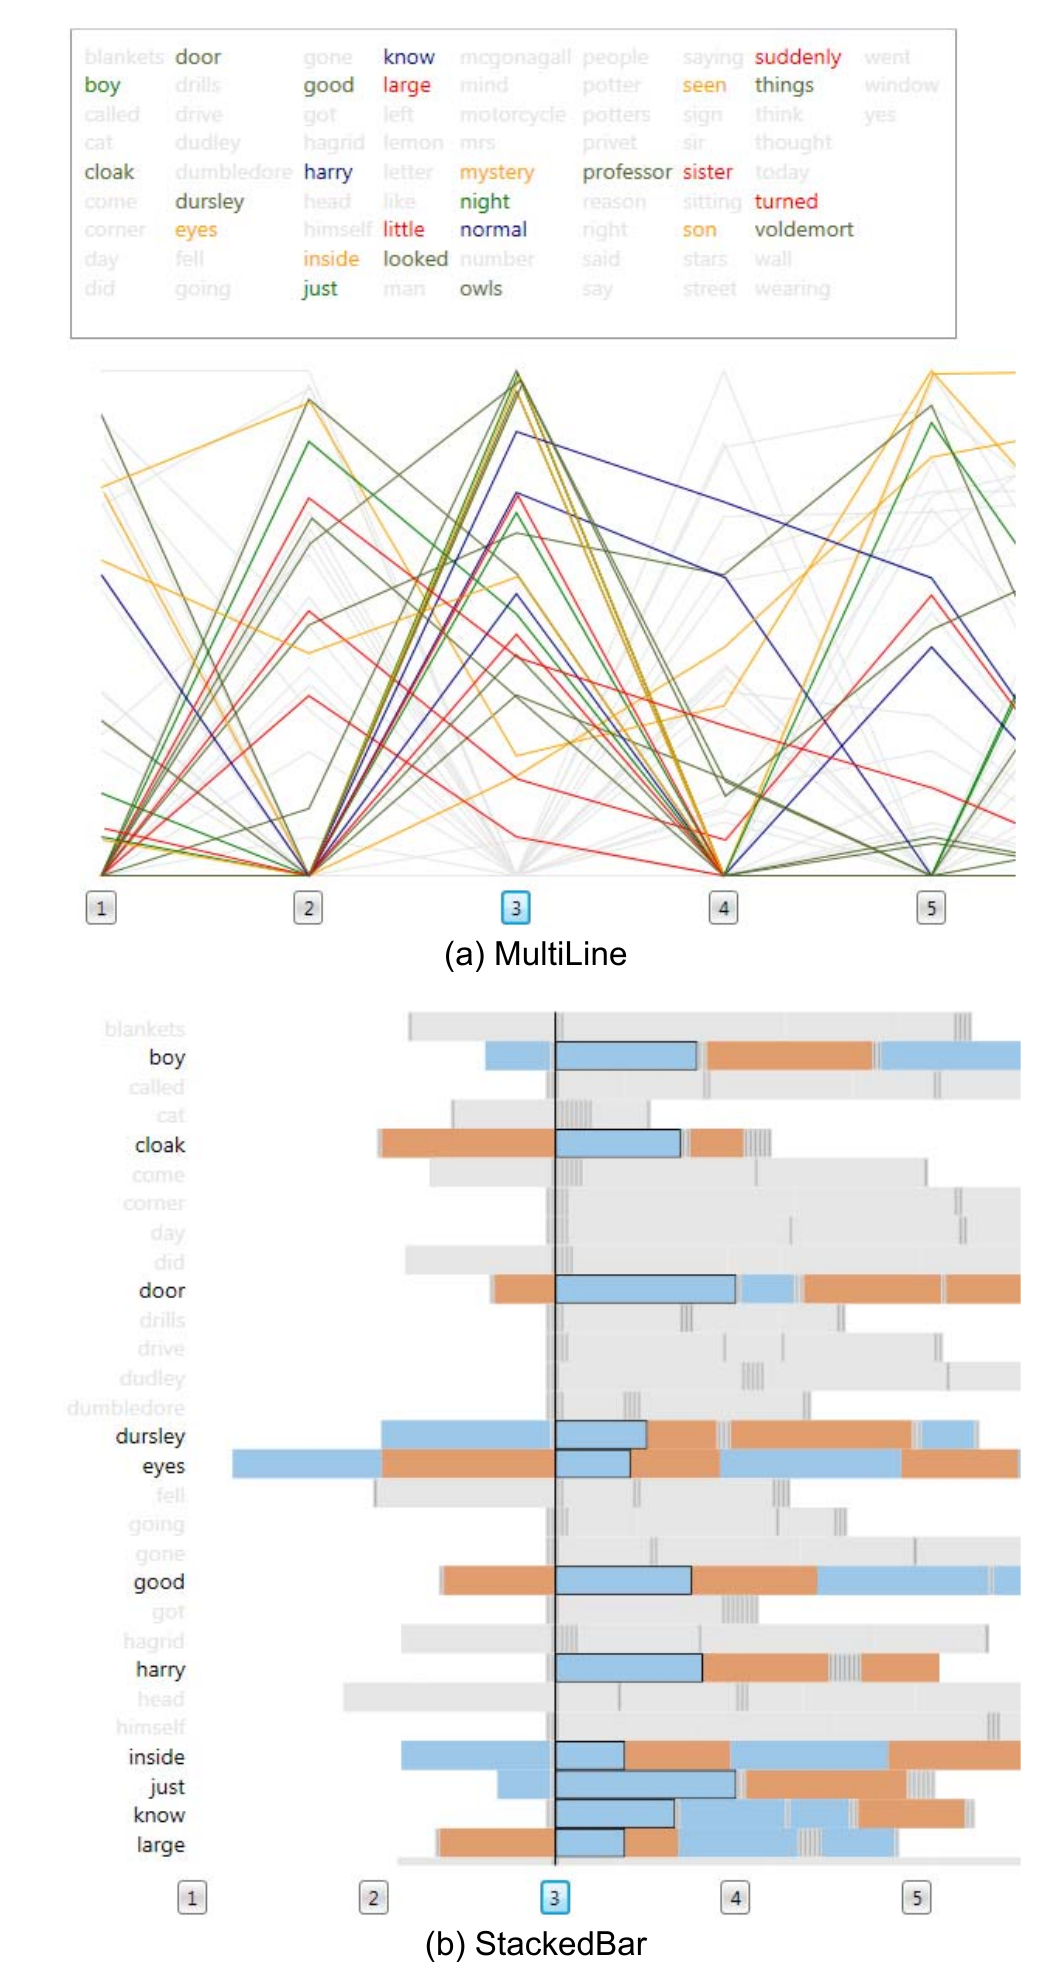 blankets door gone know mcgonagall people saying suddenly went
boy drills good large mind potter seen things window
called drive got left motorcycle potters sign think yes
cat dudley hagrid lemon mrs privet sir thought
cloak dumbledore harry letter mystery professor sister today
come dursley head like night reason sitting turned
corner eyes himself little normal right son voldemort
day fell inside looked number said stars wall
did going just man owls say street wearing
1 2 3 4 5
(a) MultiLine
blankets
boy
called
cat
cloak
come
corner
day
did
door
drills
drive
dudley
dumbledore
dursley
eyes
fell
going
gone
good
got
hagrid
harry
head
himself
inside
just
know
large
1 2 3 4 5
(b) StackedBar